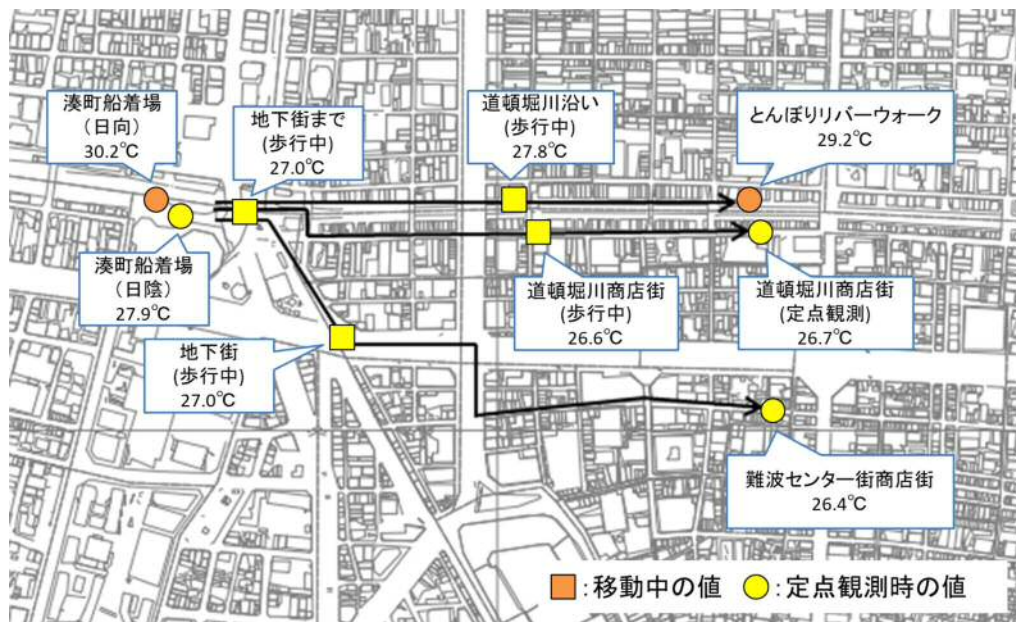 湊町船着場
（日向）
30.2℃
地下街まで
(歩行中)
27.0℃
道頓堀川沿い
(歩行中)
27.8℃
とんぼりリバーウォーク
29.2℃
湊町船着場
（日陰）
27.9℃
道頓堀川商店街
(歩行中)
26.6℃
道頓堀川商店街
(定点観測)
26.7℃
地下街
(歩行中)
27.0℃
難波センター街商店街
26.4℃
:移動中の値
:定点観測時の値